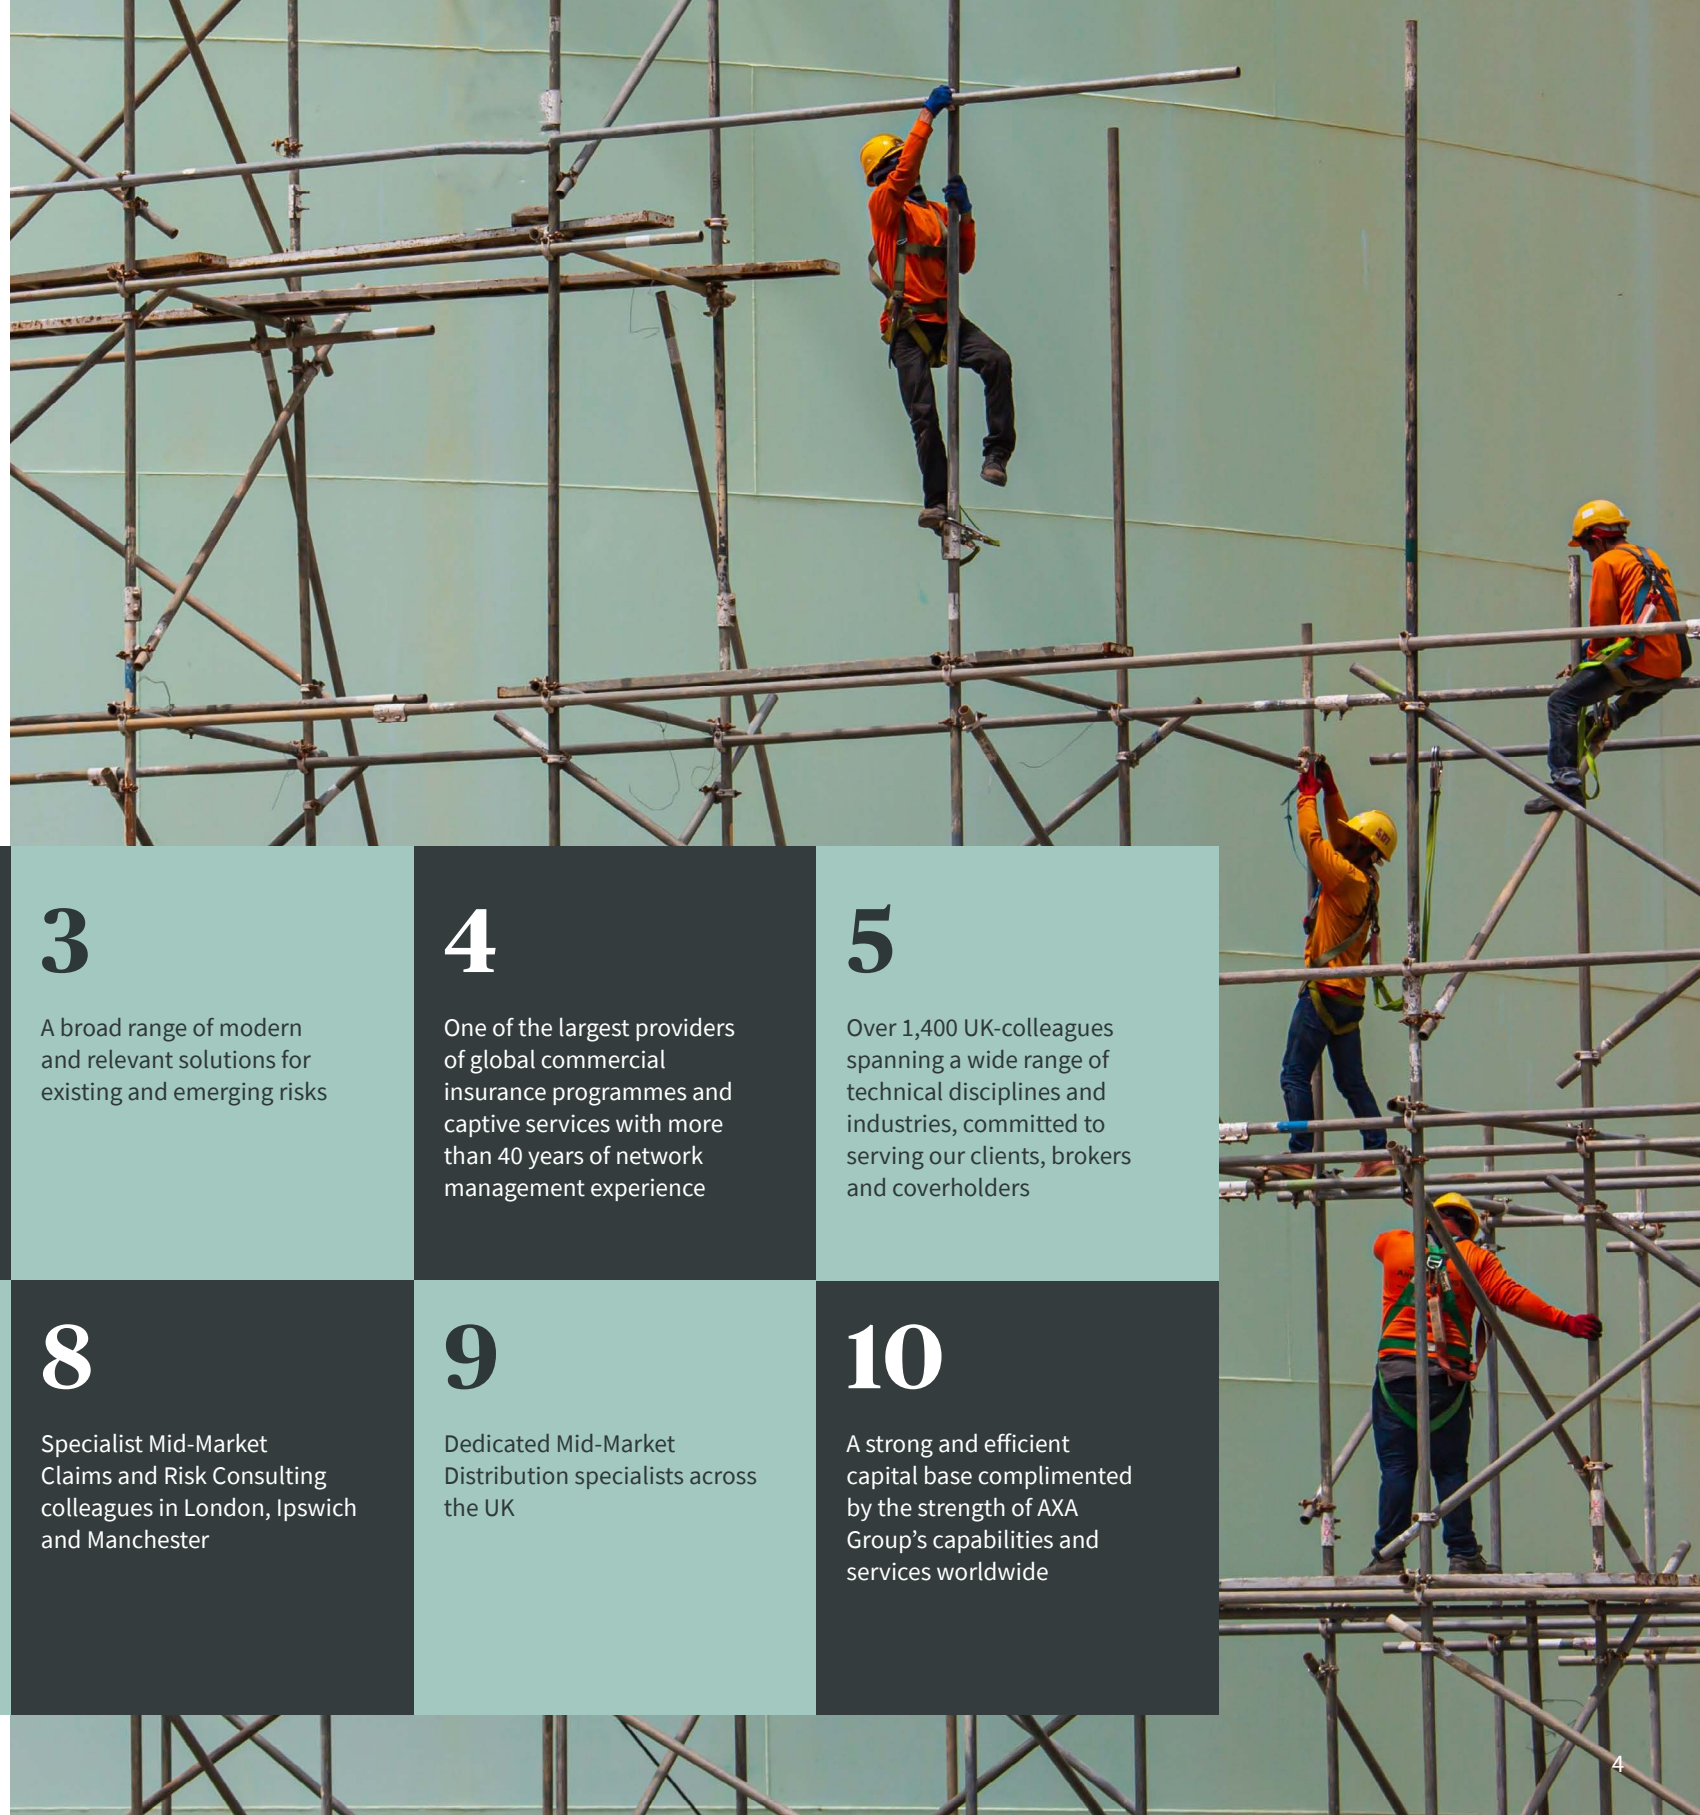 3
A broad range of modern
and relevant solutions for
existing and emerging risks
4
One of the largest providers
of global commercial
insurance programmes and
captive services with more
than 40 years of network
management experience
5
Over 1,400 UK-colleagues
spanning a wide range of
technical disciplines and
industries, committed to
serving our clients, brokers
and coverholders
8
Specialist Mid-Market
Claims and Risk Consulting
colleagues in London, Ipswich
and Manchester
9
Dedicated Mid-Market
Distribution specialists across
the UK
10
A strong and efficient
capital base complimented
by the strength of AXA
Group’s capabilities and
services worldwide
4